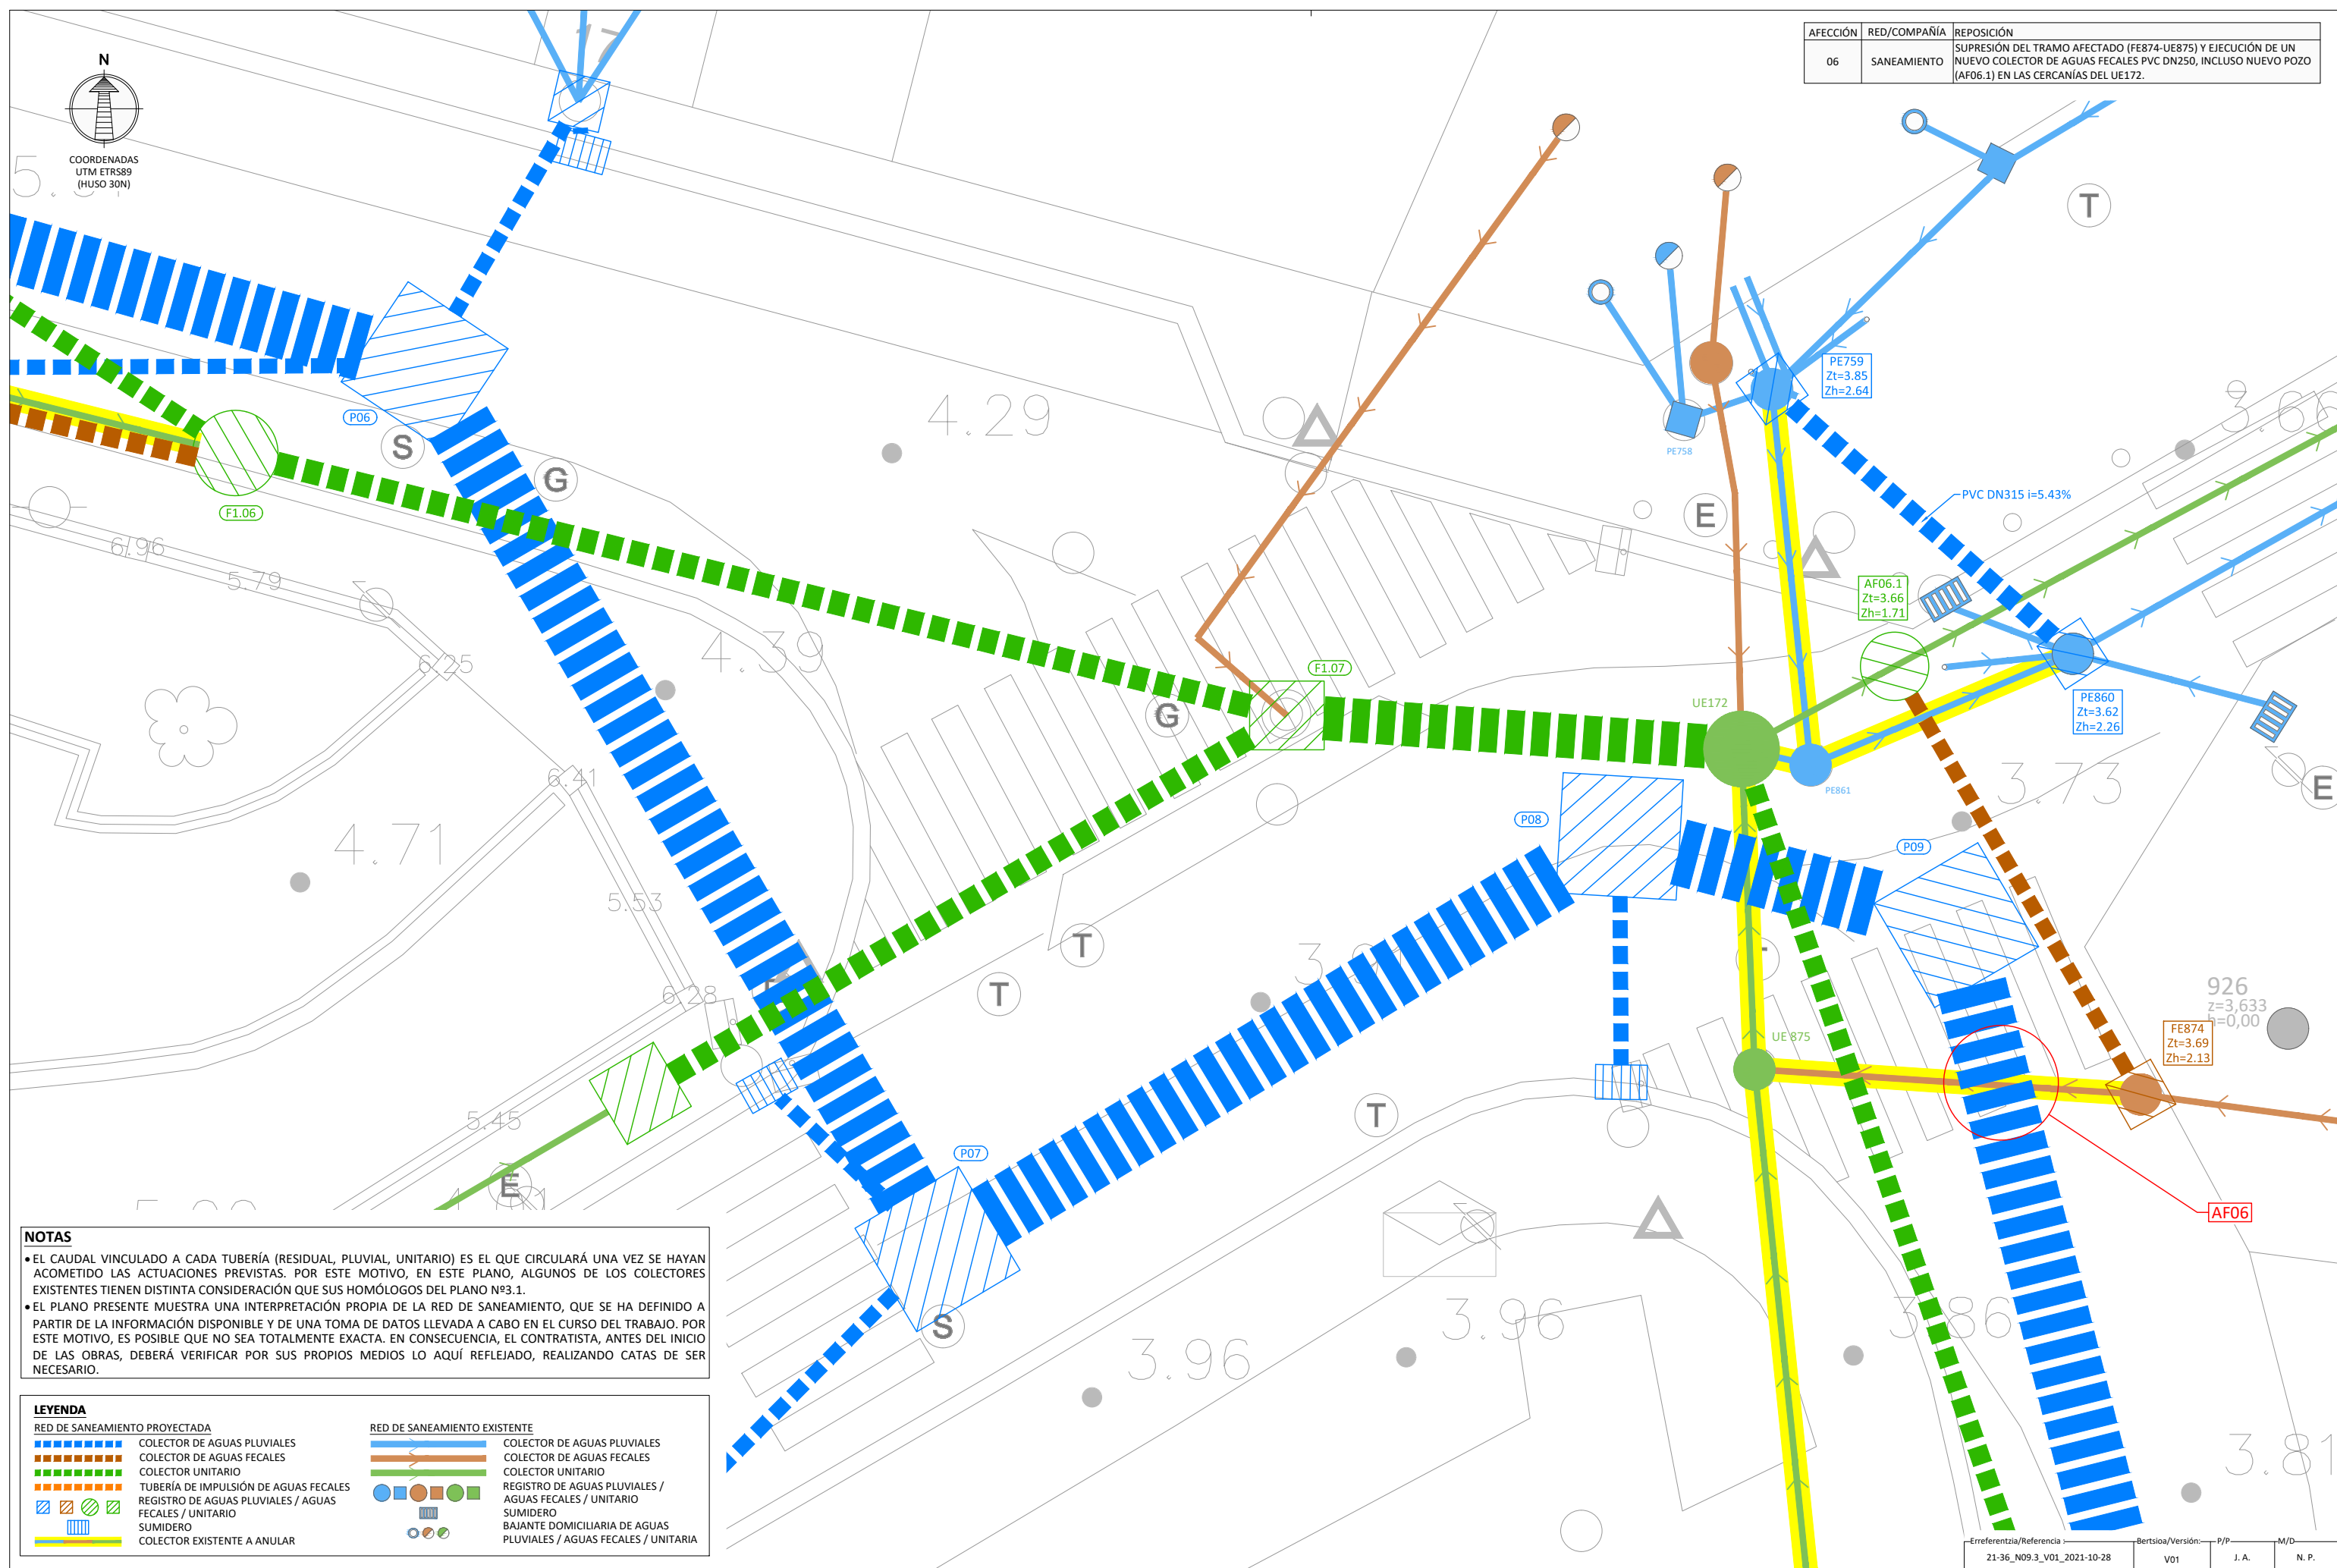 AFECCIÓN RED/COMPAÑÍA REPOSICIÓN
06 SANEAMIENTO SUPRESIÓN DEL TRAMO AFECTADO (FE874-UE875) Y EJECUCIÓN DE UN
NUEVO COLECTOR DE AGUAS FECALES PVC DN250, INCLUSO NUEVO POZO
(AF06.1) EN LAS CERCANÍAS DEL UE172.
N
COORDENADAS
UTM ETRS89
(HUSO 30N)
17
T
PE759
Zt=3.85
Zh=2.64
P06
S
4.29
3.66
PE758
G
F1.06
E
PVC DN315 i=5.43%
6.96
5.79
AF06.1
Zt=3.66
Zh=1.71
4.39
6.25
F1.07
G
UE172
PE860
Zt=3.62
Zh=2.26
6.41
PE861
3.73
E
4.71
P08
P09
5.53
T
T
6.28
926
z=3,633
h=0,00
FE874
Zt=3.69
Zh=2.13
UE 875
5.45
T
P07
E
AF06
S
3.96
3.96
3.86
3.81
NOTAS
• EL CAUDAL VINCULADO A CADA TUBERÍA (RESIDUAL, PLUVIAL, UNITARIO) ES EL QUE CIRCULARÁ UNA VEZ SE HAYAN
ACOMETIDO LAS ACTUACIONES PREVISTAS. POR ESTE MOTIVO, EN ESTE PLANO, ALGUNOS DE LOS COLECTORES
EXISTENTES TIENEN DISTINTA CONSIDERACIÓN QUE SUS HOMÓLOGOS DEL PLANO Nº3.1.
• EL PLANO PRESENTE MUESTRA UNA INTERPRETACIÓN PROPIA DE LA RED DE SANEAMIENTO, QUE SE HA DEFINIDO A
PARTIR DE LA INFORMACIÓN DISPONIBLE Y DE UNA TOMA DE DATOS LLEVADA A CABO EN EL CURSO DEL TRABAJO. POR
ESTE MOTIVO, ES POSIBLE QUE NO SEA TOTALMENTE EXACTA. EN CONSECUENCIA, EL CONTRATISTA, ANTES DEL INICIO
DE LAS OBRAS, DEBERÁ VERIFICAR POR SUS PROPIOS MEDIOS LO AQUÍ REFLEJADO, REALIZANDO CATAS DE SER
NECESARIO.
LEYENDA
RED DE SANEAMIENTO PROYECTADA
COLECTOR DE AGUAS PLUVIALES
COLECTOR DE AGUAS FECALES
COLECTOR UNITARIO
TUBERÍA DE IMPULSIÓN DE AGUAS FECALES
REGISTRO DE AGUAS PLUVIALES / AGUAS
FECALES / UNITARIO
SUMIDERO
COLECTOR EXISTENTE A ANULAR
RED DE SANEAMIENTO EXISTENTE
COLECTOR DE AGUAS PLUVIALES
COLECTOR DE AGUAS FECALES
COLECTOR UNITARIO
REGISTRO DE AGUAS PLUVIALES /
AGUAS FECALES / UNITARIO
SUMIDERO
BAJANTE DOMICILIARIA DE AGUAS
PLUVIALES / AGUAS FECALES / UNITARIA
Erreferentzia/Referencia : Bertsioa/Versión: P/P M/D
21-36_N09.3_V01_2021-10-28 V01 J. A. N. P.